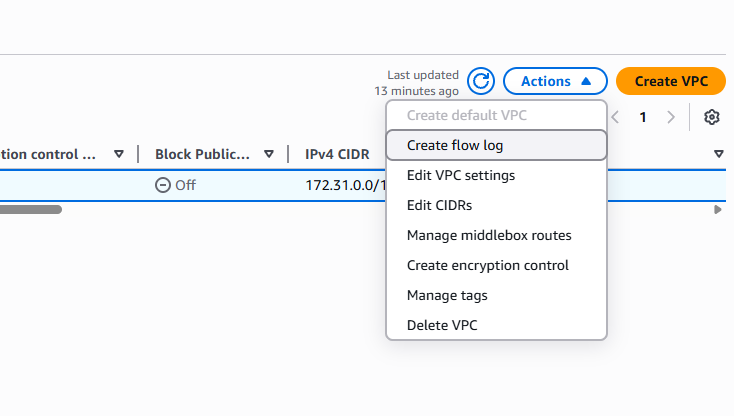 Last updated
13 minutes ago
Actions
Create VPC
Create default VPC
1
Create flow log
tion control ...
Block Public...
IPv4 CIDR
Edit VPC settings
Off
172.31.0.0/1
Edit CIDRs
Manage middlebox routes
Create encryption control
Manage tags
Delete VPC